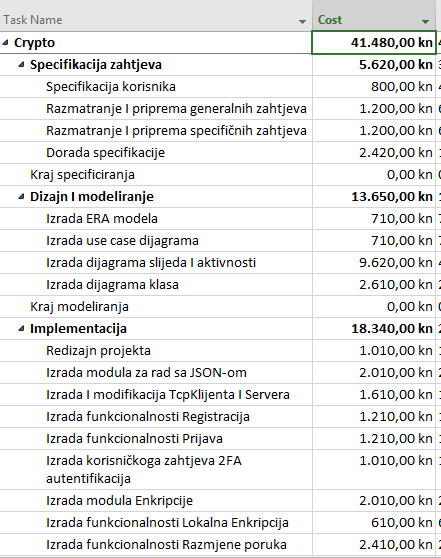 Task Name Cost
Crypto 41.480,00 kn
Specifikacija zahtjeva 5.620,00 kn
Specifikacija korisnika 800,00 kn
Razmatranje I priprema generalnih zahtjeva 1.200,00 kn
Razmatranje I priprema specifičnih zahtjeva 1.200,00 kn
Dorada specifikacije 2.420,00 kn
Kraj specificiranja 0,00 kn
Dizajn I modeliranje 13.650,00 kn
Izrada ERA modela 710,00 kn
Izrada use case dijagrama 710,00 kn
Izrada dijagrama slijeda I aktivnosti 9.620,00 kn
Izrada dijagrama klasa 2.610,00 kn
Kraj modeliranja 0,00 kn
Implementacija 18.340,00 kn
Redizajn projekta 1.010,00 kn
Izrada modula za rad sa JSON-om 2.010,00 kn
Izrada I modifikacija TcpKlijenta I Servera 1.610,00 kn
Izrada funkcionalnosti Registracija 1.210,00 kn
Izrada funkcionalnosti Prijava 1.210,00 kn
Izrada korisničkoga zahtjeva 2FA 1.010,00 kn
autentifikacija
Izrada modula Enkripcije 2.010,00 kn
Izrada funkcionalnosti Lokalna Enkripcija 610,00 kn
Izrada funkcionalnosti Razmjene poruka 2.410,00 kn